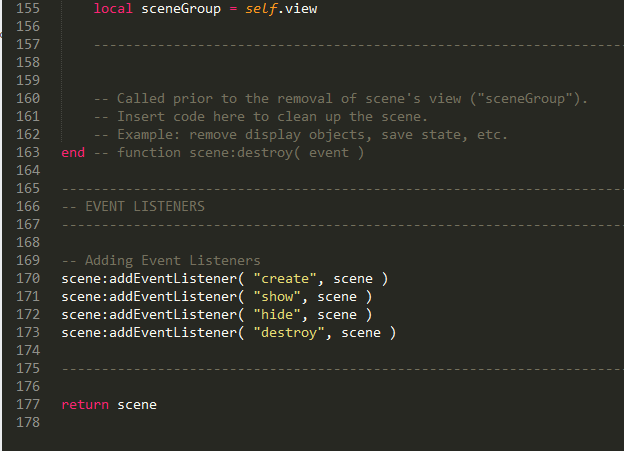 155 local sceneGroup = self.view
156
157 --------------------------------------------------------------------
158
159
160 -- Called prior to the removal of scene's view ("sceneGroup").
161 -- Insert code here to clean up the scene.
162 -- Example: remove display objects, save state, etc.
163 end -- function scene:destroy( event )
164
165 ------------------------------------------------------------------------
166 -- EVENT LISTENERS
167 ------------------------------------------------------------------------
168
169 -- Adding Event Listeners
170 scene:addEventListener( "create", scene )
171 scene:addEventListener( "show", scene )
172 scene:addEventListener( "hide", scene )
173 scene:addEventListener( "destroy", scene )
174
175 ------------------------------------------------------------------------
176
177 return scene
178